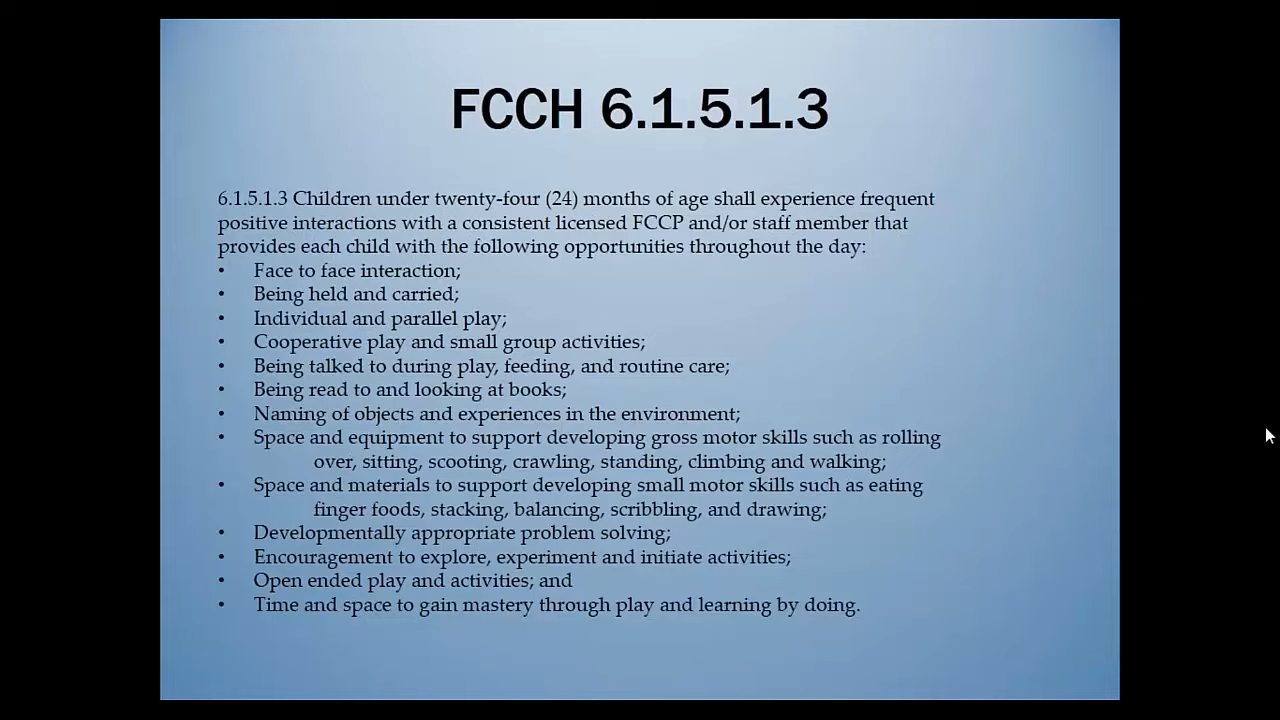 FCCH 6.1.5.1.3
6.1.5.1.3 Children under twenty-four (24) months of age shall experience frequent
positive interactions with a consistent licensed FCCP and/or staff member that
provides each child with the following opportunities throughout the day:
• Face to face interaction;
• Being held and carried;
• Individual and parallel play;
• Cooperative play and small group activities;
• Being talked to during play, feeding, and routine care;
• Being read to and looking at books;
• Naming of objects and experiences in the environment;
• Space and equipment to support developing gross motor skills such as rolling
over, sitting, scooting, crawling, standing, climbing and walking;
• Space and materials to support developing small motor skills such as eating
finger foods, stacking, balancing, scribbling, and drawing;
• Developmentally appropriate problem solving;
• Encouragement to explore, experiment and initiate activities;
• Open ended play and activities; and
• Time and space to gain mastery through play and learning by doing.